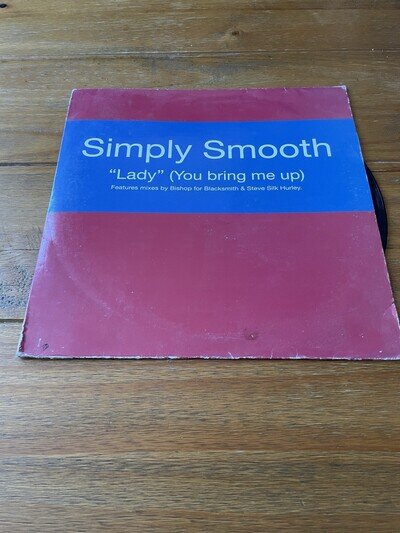 Simply Smooth
“Lady” (You bring me up)
Features mixes by Bishop for Blacksmith & Steve Silk Hurley.